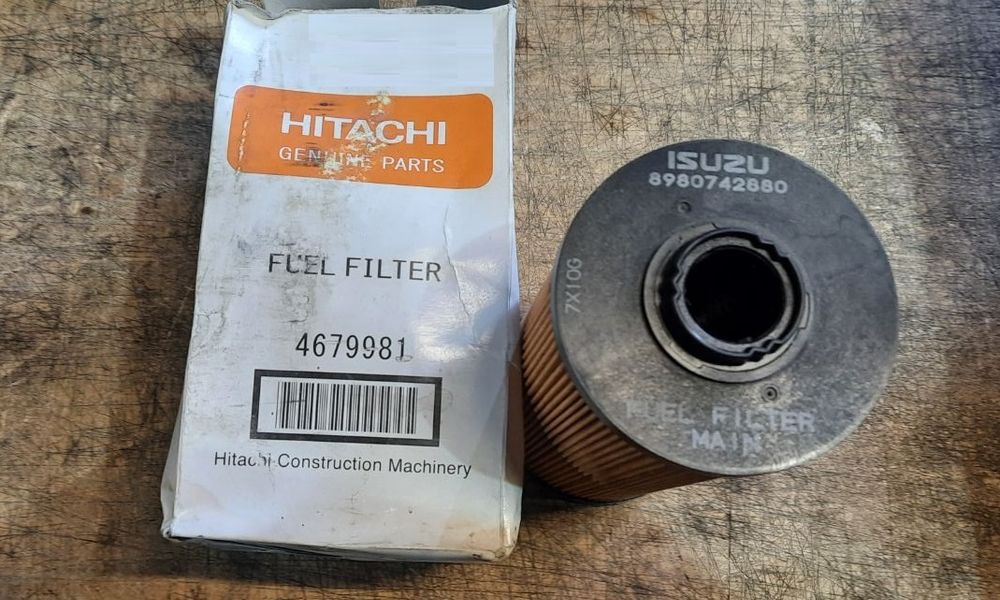 HITACHI
GENUINE PARTS
FUEL FILTER
4679981
Hitachi Construction Machinery
ISUZU
8980742880
7X10G
FUEL FILTER
MAIN